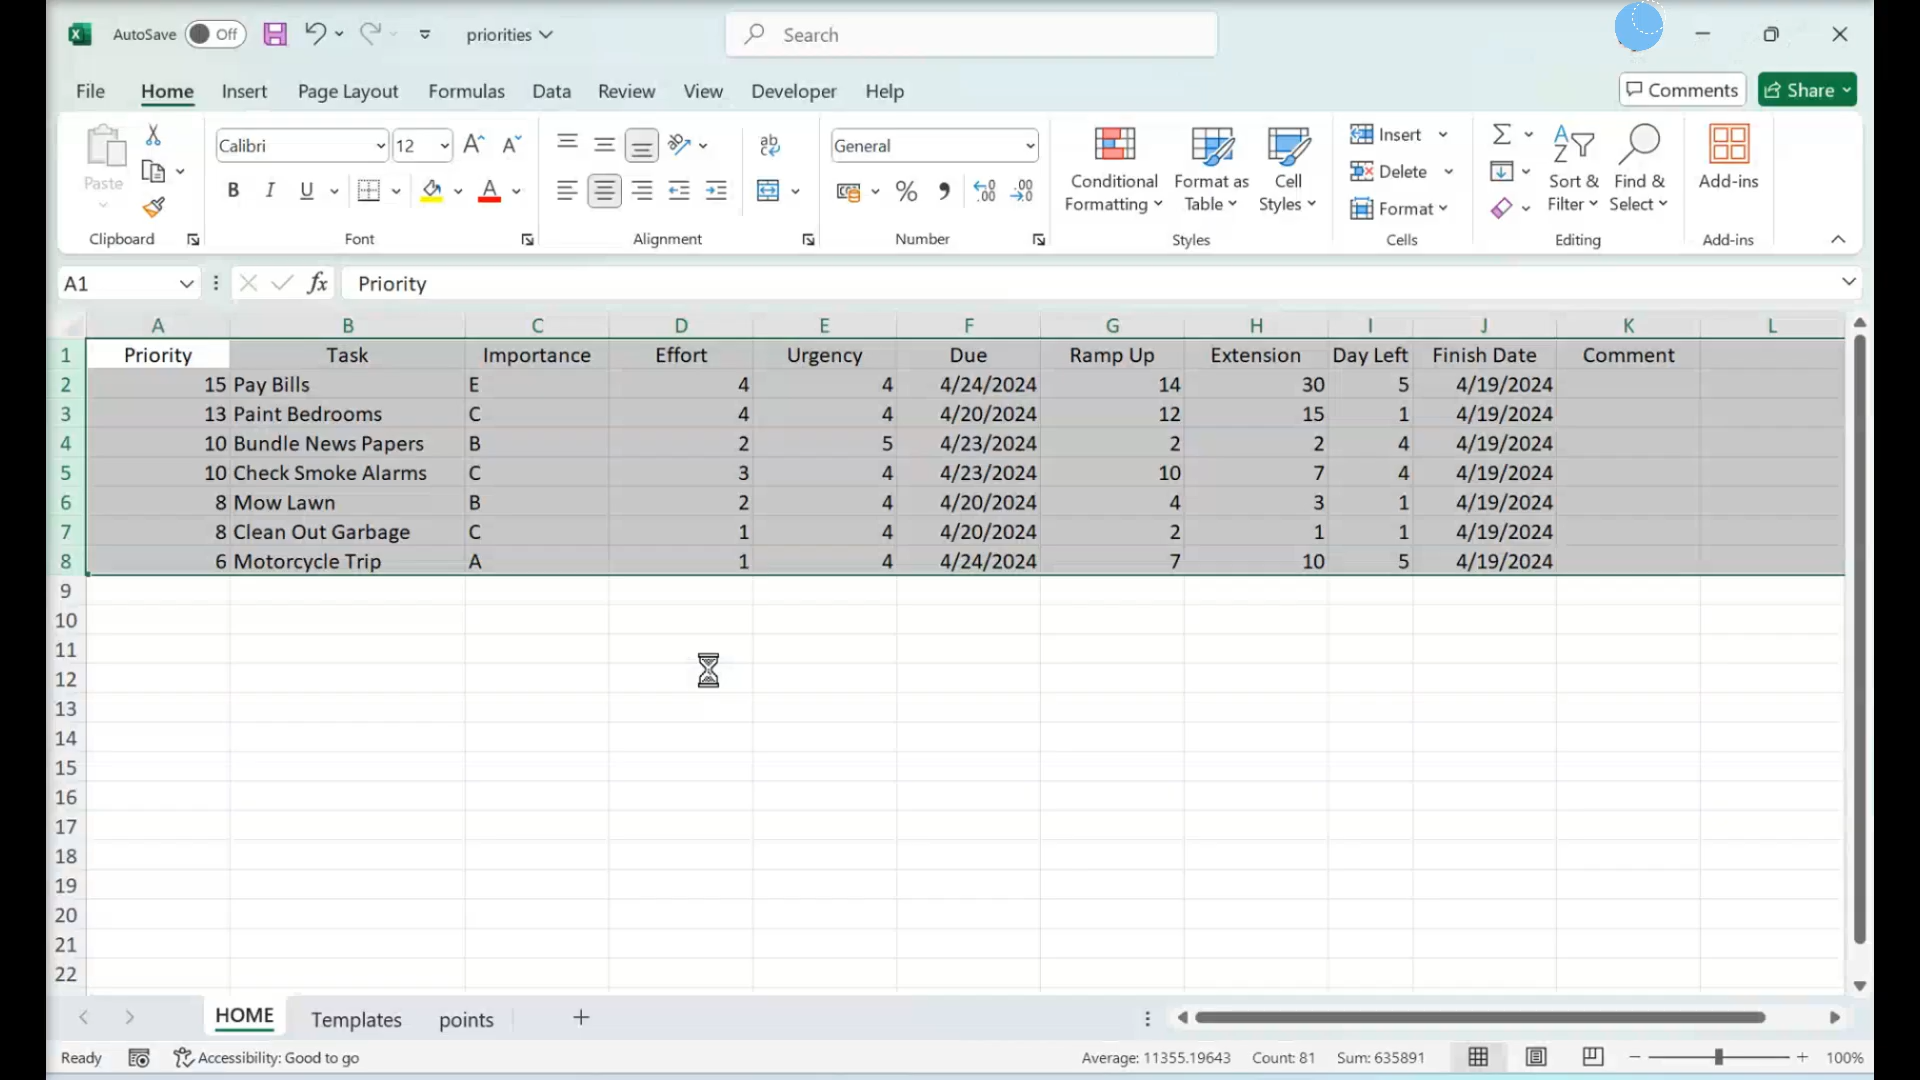 AutoSave Off priorities Search
File Home Insert Page Layout Formulas Data Review View Developer Help Comments Share
Paste Calibri 12 General Conditional Formatting Format as Table Cell Styles Insert Delete Format Sort & Filter Find & Select Add-ins
Clipboard Font Alignment Number Styles Cells Editing Add-ins
A1 fx Priority
A B C D E F G H I J K L
1 Priority Task Importance Effort Urgency Due Ramp Up Extension Day Left Finish Date Comment
2 15 Pay Bills E 4 4 4/24/2024 14 30 5 4/19/2024
3 13 Paint Bedrooms C 4 4 4/20/2024 12 15 1 4/19/2024
4 10 Bundle News Papers B 2 5 4/23/2024 2 2 4 4/19/2024
5 10 Check Smoke Alarms C 3 4 4/23/2024 10 7 4 4/19/2024
6 8 Mow Lawn B 2 4 4/20/2024 4 3 1 4/19/2024
7 8 Clean Out Garbage C 1 4 4/20/2024 2 1 1 4/19/2024
8 6 Motorcycle Trip A 1 4 4/24/2024 7 10 5 4/19/2024
9
10
11
12
13
14
15
16
17
18
19
20
21
22
HOME Templates points
Ready Accessibility: Good to go Average: 11355.19643 Count: 81 Sum: 635891 100%